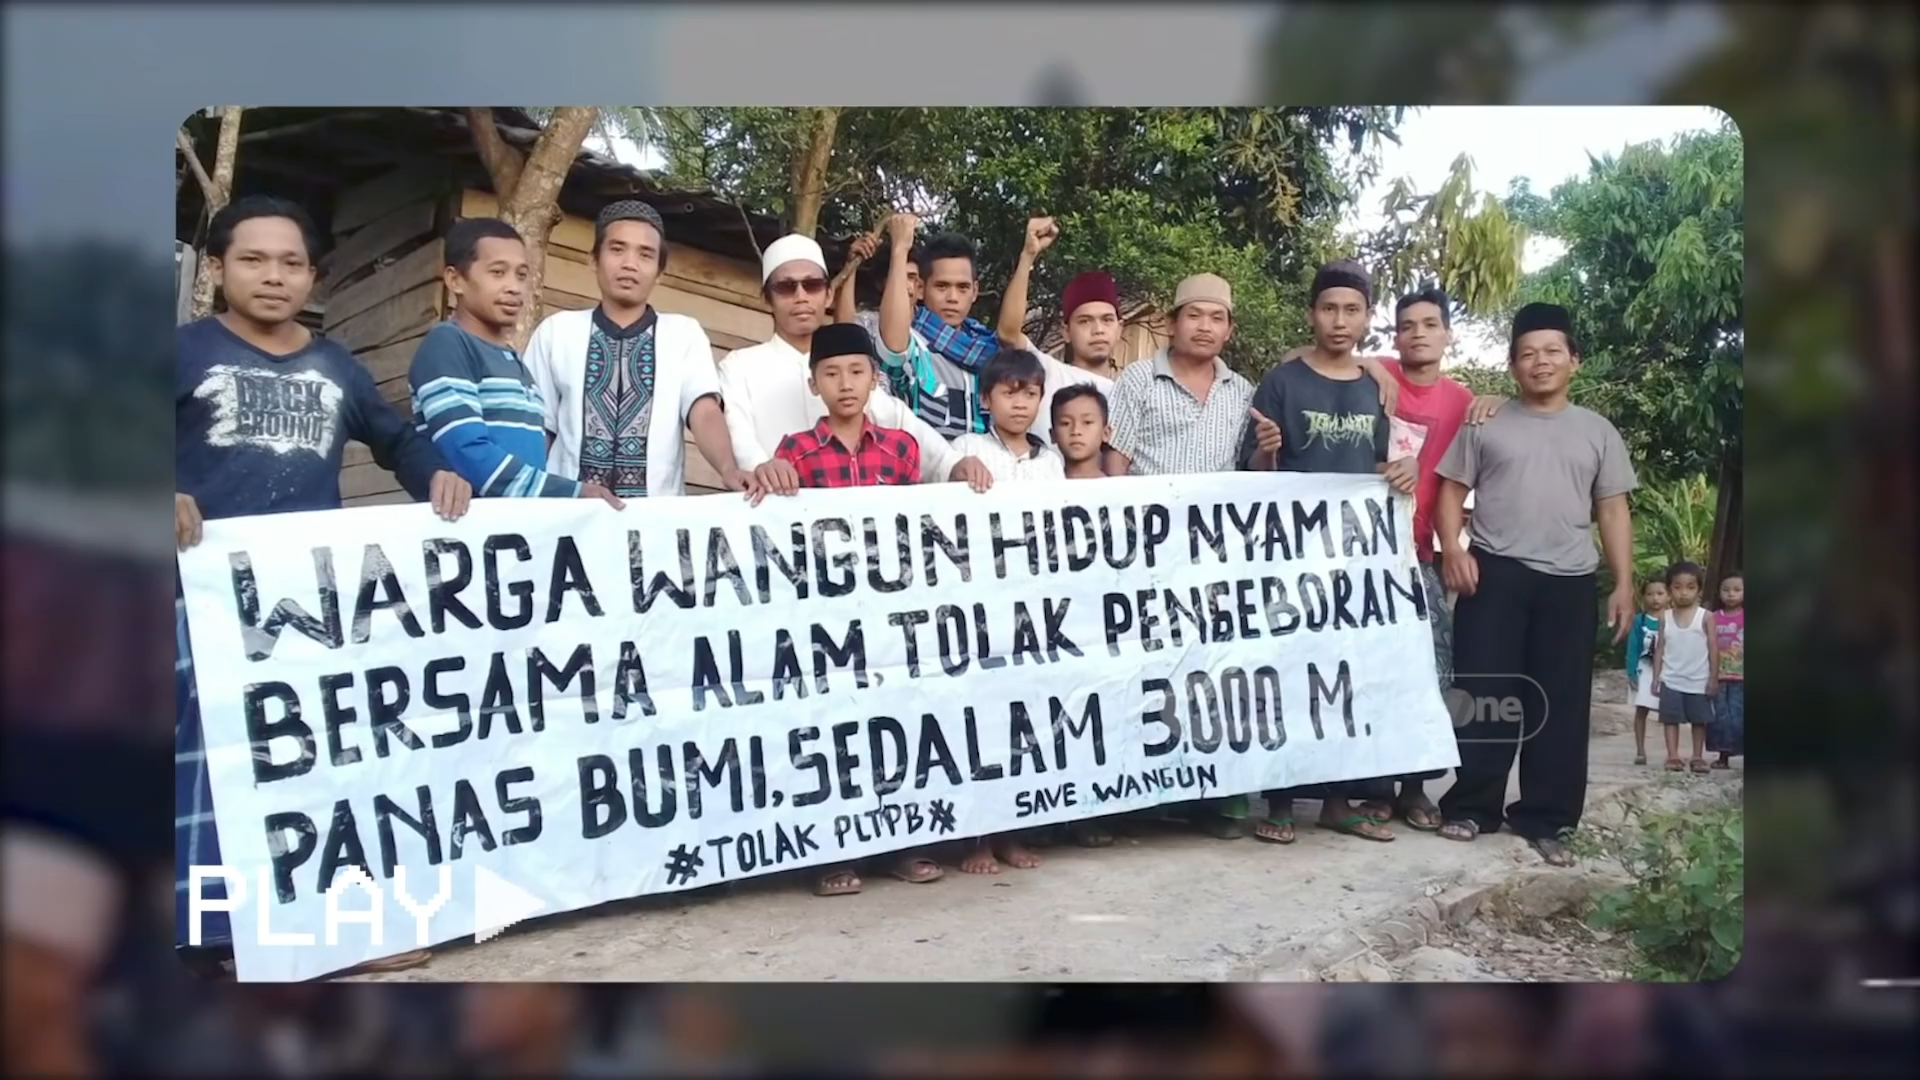 BACK
GROUND
WARGA WANGUN HIDUP NYAMAN
BERSAMA ALAM, TOLAK PENGEBORAN
PANAS BUMI, SEDALAM 3.000 M.
#TOLAK PLTPB# SAVE WANGUN
One
PLAY